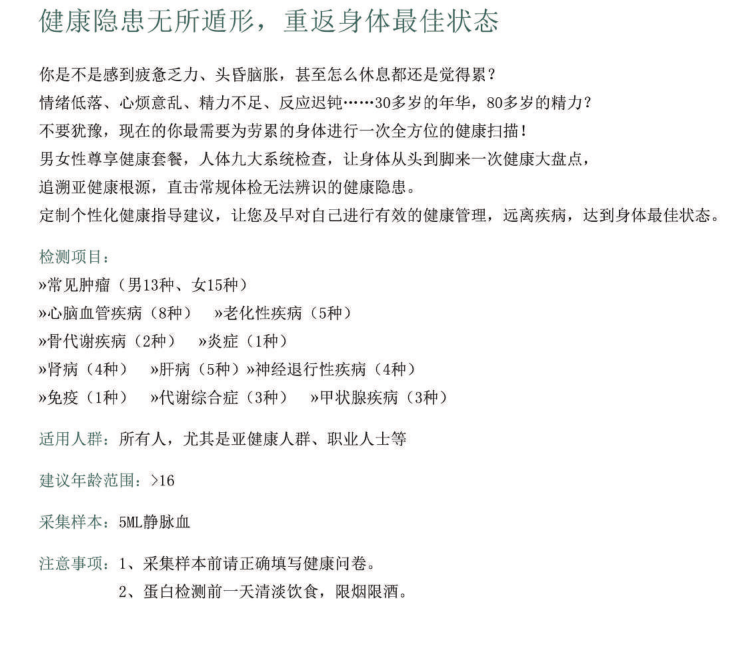 健康隐患无所遁形，重返身体最佳状态
你是不是感到疲惫乏力、头昏脑胀，甚至怎么休息都还是觉得累？
情绪低落、心烦意乱、精力不足、反应迟钝……30多岁的年华，80多岁的精力？
不要犹豫，现在的你最需要为劳累的身体进行一次全方位的健康扫描！
男女性尊享健康套餐，人体九大系统检查，让身体从头到脚来一次健康大盘点，
追溯亚健康根源，直击常规体检无法辨识的健康隐患。
定制个性化健康指导建议，让您及早对自己进行有效的健康管理，远离疾病，达到身体最佳状态。
检测项目：
»常见肿瘤（男13种、女15种）
»心脑血管疾病（8种） »老化性疾病（5种）
»骨代谢疾病（2种） »炎症（1种）
»肾病（4种） »肝病（5种）»神经退行性疾病（4种）
»免疫（1种） »代谢综合症（3种） »甲状腺疾病（3种）
适用人群：所有人，尤其是亚健康人群、职业人士等
建议年龄范围：>16
采集样本：5ML静脉血
注意事项：1、采集样本前请正确填写健康问卷。
2、蛋白检测前一天清淡饮食，限烟限酒。